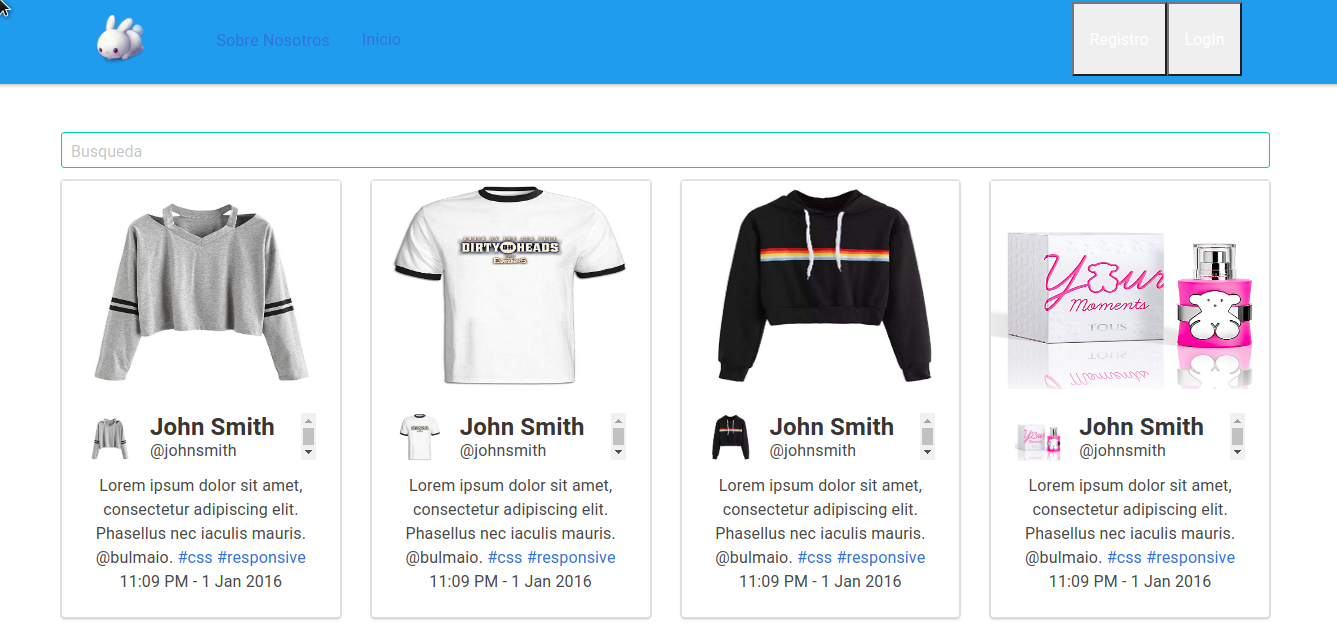 Sobre Nosotros
Inicio
Registro
LogIn
Busqueda
DIRTY HEADS
Your
Moments
TOUS
John Smith
@johnsmith
Lorem ipsum dolor sit amet,
consectetur adipiscing elit.
Phasellus nec iaculis mauris.
@bulmaio. #css #responsive
11:09 PM - 1 Jan 2016
John Smith
@johnsmith
Lorem ipsum dolor sit amet,
consectetur adipiscing elit.
Phasellus nec iaculis mauris.
@bulmaio. #css #responsive
11:09 PM - 1 Jan 2016
John Smith
@johnsmith
Lorem ipsum dolor sit amet,
consectetur adipiscing elit.
Phasellus nec iaculis mauris.
@bulmaio. #css #responsive
11:09 PM - 1 Jan 2016
John Smith
@johnsmith
Lorem ipsum dolor sit amet,
consectetur adipiscing elit.
Phasellus nec iaculis mauris.
@bulmaio. #css #responsive
11:09 PM - 1 Jan 2016